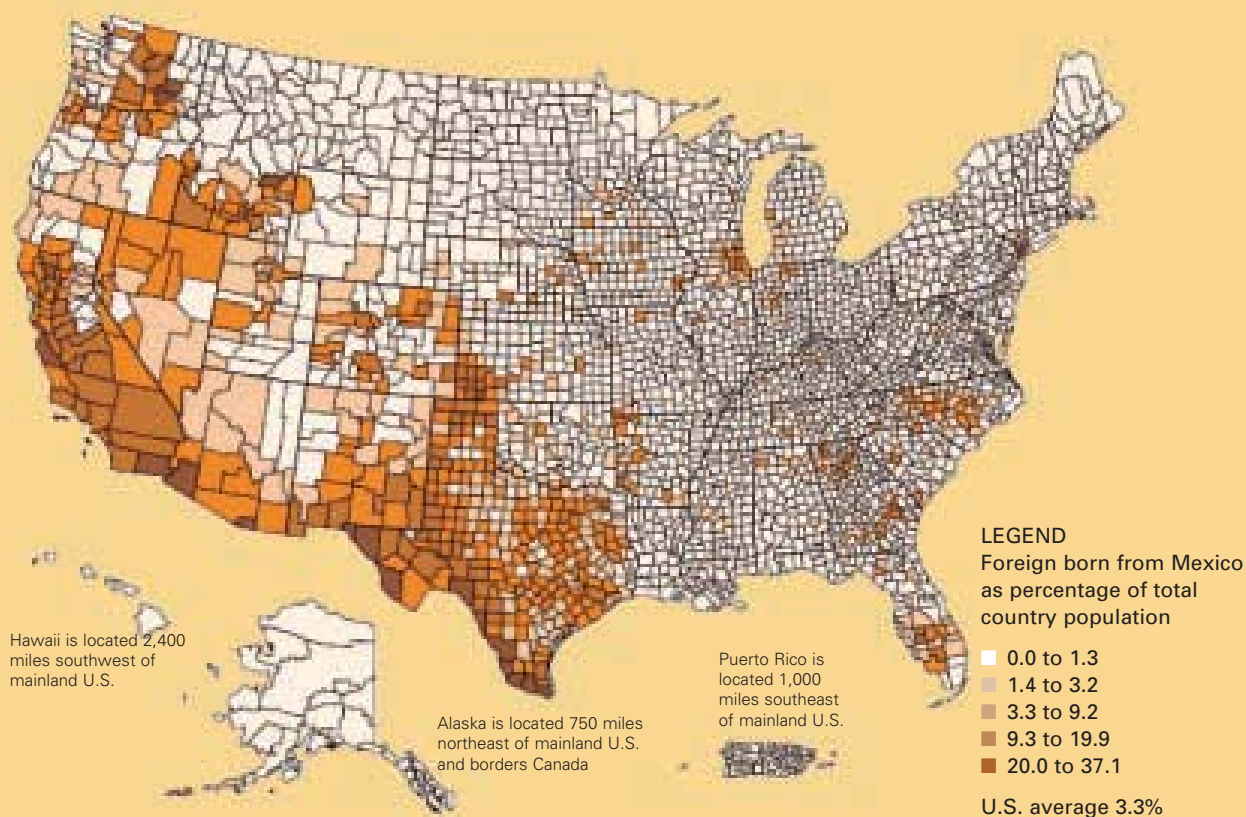 Hawaii is located 2,400
miles southwest of
mainland U.S.
Alaska is located 750 miles
northeast of mainland U.S.
and borders Canada
Puerto Rico is
located 1,000
miles southeast
of mainland U.S.
LEGEND
Foreign born from Mexico
as percentage of total
country population
0.0 to 1.3
1.4 to 3.2
3.3 to 9.2
9.3 to 19.9
20.0 to 37.1
U.S. average 3.3%